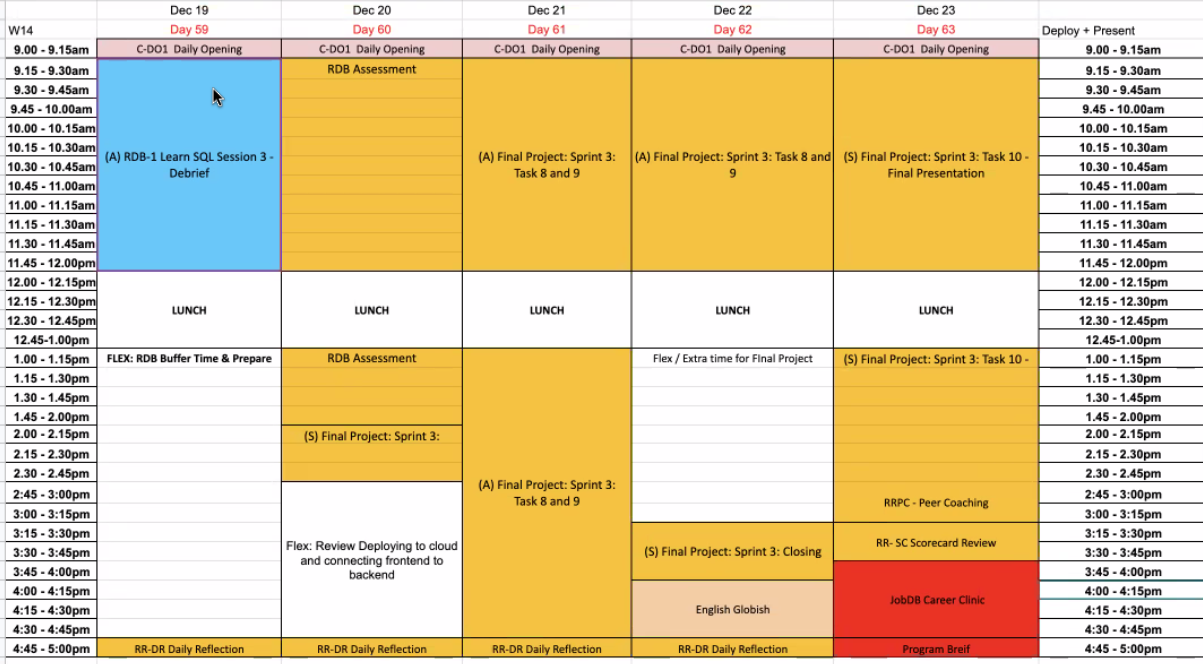 Dec 19 Dec 20 Dec 21 Dec 22 Dec 23
W14 Day 59 Day 60 Day 61 Day 62 Day 63 Deploy + Present
9.00 - 9.15am C-DO1 Daily Opening C-DO1 Daily Opening C-DO1 Daily Opening C-DO1 Daily Opening C-DO1 Daily Opening 9.00 - 9.15am
9.15 - 9.30am RDB Assessment 9.15 - 9.30am
9.30 - 9.45am 9.30 - 9.45am
9.45 - 10.00am 9.45 - 10.00am
10.00 - 10.15am 10.00 - 10.15am
10.15 - 10.30am (A) RDB-1 Learn SQL Session 3 - (A) Final Project: Sprint 3: (A) Final Project: Sprint 3: Task 8 and (S) Final Project: Sprint 3: Task 10 - 10.15 - 10.30am
10.30 - 10.45am Debrief Task 8 and 9 9 Final Presentation 10.30 - 10.45am
10.45 - 11.00am 10.45 - 11.00am
11.00 - 11.15am 11.00 - 11.15am
11.15 - 11.30am 11.15 - 11.30am
11.30 - 11.45am 11.30 - 11.45am
11.45 - 12.00pm 11.45 - 12.00pm
12.00 - 12.15pm 12.00 - 12.15pm
12.15 - 12.30pm LUNCH LUNCH LUNCH LUNCH LUNCH 12.15 - 12.30pm
12.30 - 12.45pm 12.30 - 12.45pm
12.45-1.00pm 12.45-1.00pm
1.00 - 1.15pm FLEX: RDB Buffer Time & Prepare RDB Assessment Flex / Extra time for FInal Project (S) Final Project: Sprint 3: Task 10 - 1.00 - 1.15pm
1.15 - 1.30pm 1.15 - 1.30pm
1.30 - 1.45pm 1.30 - 1.45pm
1.45 - 2.00pm 1.45 - 2.00pm
2.00 - 2.15pm (S) Final Project: Sprint 3: 2.00 - 2.15pm
2.15 - 2.30pm 2.15 - 2.30pm
2.30 - 2.45pm (A) Final Project: Sprint 3: 2.30 - 2.45pm
2:45 - 3:00pm Task 8 and 9 RRPC - Peer Coaching 2:45 - 3:00pm
3:00 - 3:15pm 3:00 - 3:15pm
3:15 - 3:30pm Flex: Review Deploying to cloud RR- SC Scorecard Review 3:15 - 3:30pm
3:30 - 3:45pm and connecting frontend to (S) Final Project: Sprint 3: Closing 3:30 - 3:45pm
3:45 - 4:00pm backend 3:45 - 4:00pm
4:00 - 4:15pm JobDB Career Clinic 4:00 - 4:15pm
4:15 - 4:30pm English Globish 4:15 - 4:30pm
4:30 - 4:45pm 4:30 - 4:45pm
4:45 - 5:00pm RR-DR Daily Reflection RR-DR Daily Reflection RR-DR Daily Reflection RR-DR Daily Reflection Program Breif 4:45 - 5:00pm